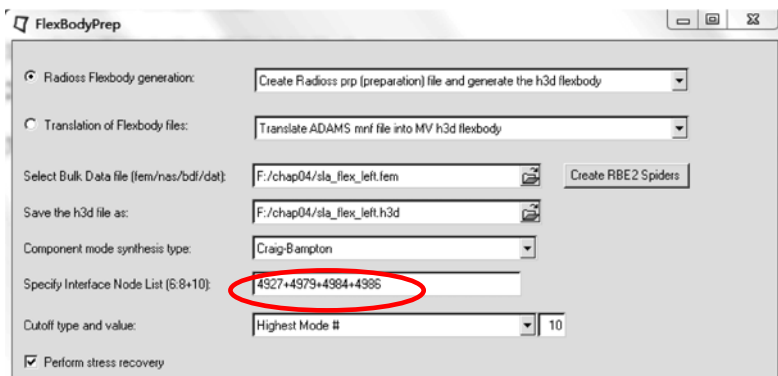 FlexBodyPrep
Radioss Flexbody generation: Create Radioss prp (preparation) file and generate the h3d flexbody
Translation of Flexbody files: Translate ADAMS mnf file into MV h3d flexbody
Select Bulk Data file (fem/nas/bdf/dat): F:/chap04/sla_flex_left.fem Create RBE2 Spiders
Save the h3d file as: F:/chap04/sla_flex_left.h3d
Component mode synthesis type: Craig-Bampton
Specify Interface Node List (6:8+10): 4927+4979+4984+4986
Cutoff type and value: Highest Mode # 10
Perform stress recovery